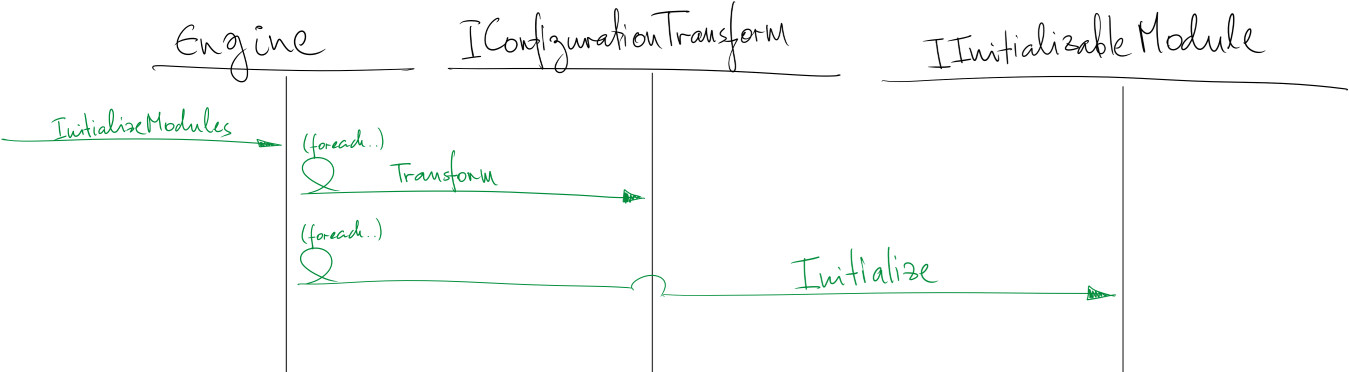 Engine
IConfigurationTransform
IInitializableModule
InitializeModules
(foreach..)
Transform
(foreach..)
Initialize